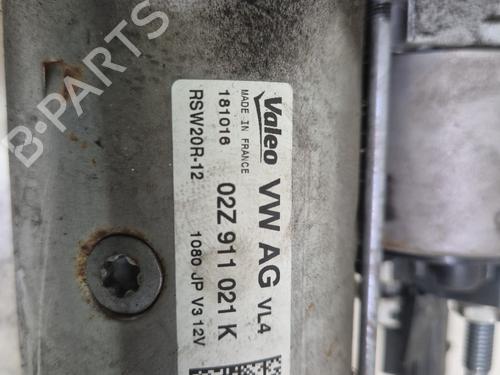 Valeo
MADE IN FRANCE
181016
RSW20R-12
VW AG VL4
02Z 911 021 K
1080 JP V3 12V
B-PARTS